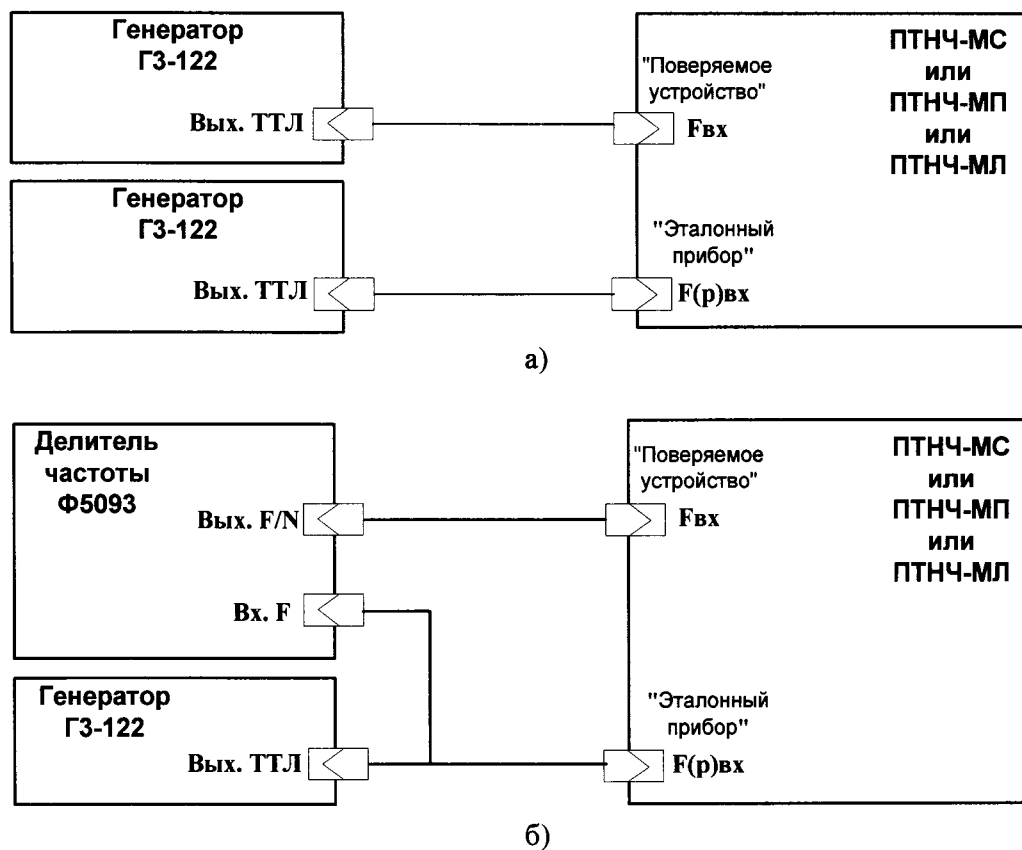 Генератор
Г3-122
Вых. ТТЛ
"Поверяемое
устройство"
Fвх
ПТНЧ-МС
или
ПТНЧ-МП
или
ПТНЧ-МЛ
Генератор
Г3-122
Вых. ТТЛ
"Эталонный
прибор"
F(р)вх
а)
Делитель
частоты
Ф5093
Вых. F/N
Вх. F
"Поверяемое
устройство"
Fвх
ПТНЧ-МС
или
ПТНЧ-МП
или
ПТНЧ-МЛ
Генератор
Г3-122
Вых. ТТЛ
"Эталонный
прибор"
F(р)вх
б)